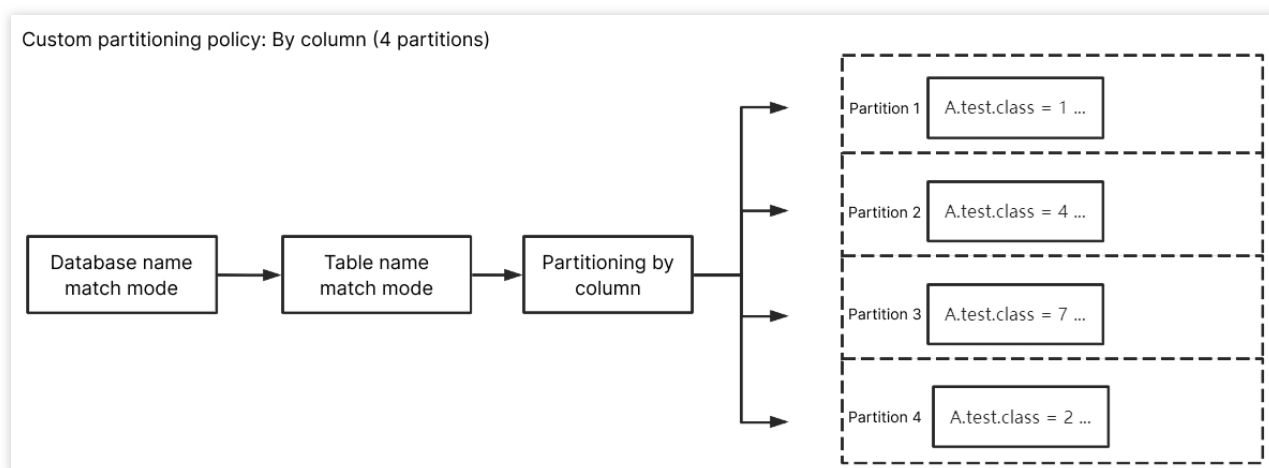 Custom partitioning policy: By column (4 partitions)
Database name
match mode
Table name
match mode
Partitioning by
column
Partition 1
A.test.class = 1 ...
Partition 2
A.test.class = 4 ...
Partition 3
A.test.class = 7 ...
Partition 4
A.test.class = 2 ...